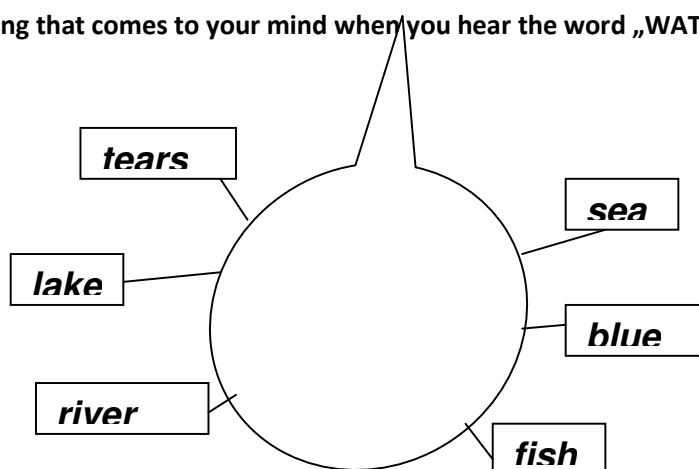 ng that comes to your mind when you hear the word „WAT
tears
sea
lake
blue
river
fish